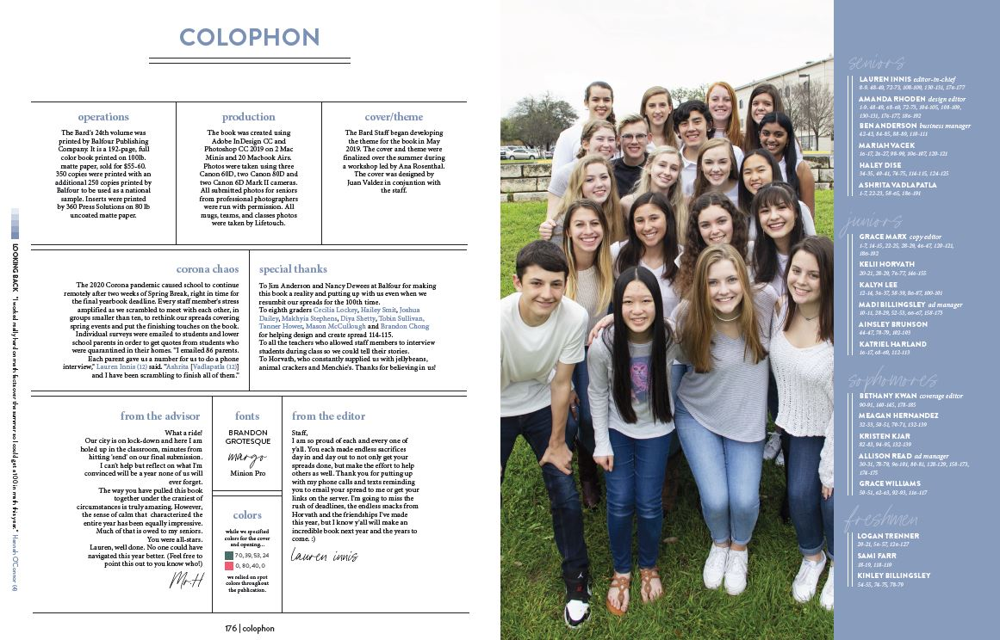 COLOPHON
operations
The Bard's 24th volume was
printed by Balfour Publishing
Company. It is a 192-page, full
color book printed on 100lb.
matte paper, sold for $55-60.
350 copies were printed with an
additional 250 copies printed by
Balfour to be used as a national
sample. Inserts were printed
by 360 Press Solutions on 80 lb
uncoated matte paper.
production
The book was created using
Adobe InDesign CC and
Photoshop CC 2019 on 2 Mac
Minis and 20 Macbook Airs.
Photos were taken using three
Canon 60D, two Canon 80D and
two Canon 6D Mark II cameras.
All submitted photos for seniors
from professional photographers
were run with permission. All
mugs, teams, and classes photos
were taken by Lifetouch.
cover/theme
The Bard Staff began developing
the theme for the book in May
2019. The cover and theme were
finalized over the summer during
a workshop led by Ana Rosenthal.
The cover was designed by
Juan Valdez in conjuntion with
the staff.
corona chaos
The 2020 Corona pandemic caused school to continue
remotely after two weeks of Spring Break, right in time for
the final yearbook deadline. Every staff member's stress
amplified as we scrambled to meet with each other, in
groups smaller than ten, to rethink our spreads covering
spring events and put the finishing touches on the book.
Individual surveys were emailed to students and lower
school parents in order to get quotes from students who
were quarantined in their homes. "I emailed 86 parents.
Each parent gave us a number for us to do a phone
interview," Lauren Innis (12) said. "Ashrita [Vadlapatla (12)]
and I have been scrambling to finish all of them."
special thanks
To Jim Anderson and Nancy Dewees at Balfour for making
this book a reality and putting up with us even when we
resumbit our spreads for the 100th time.
To eighth graders Cecilia Lockey, Hailey Smit, Joshua
Dailey, Makhyia Stephens, Diya Shetty, Tobin Sullivan,
Tanner Hower, Mason McCullough and Brandon Chong
for helping design and create spread 114-115.
To all the teachers who allowed staff members to interview
students during class so we could tell their stories.
To Horvath, who constantly supplied us with jellybeans,
animal crackers and Menchie's. Thanks for believing in us!
from the advisor
What a ride!
Our city is on lock-down and here I am
holed up in the classroom, minutes from
hitting 'send' on our final submission.
I can't help but reflect on what I'm
convinced will be a year none of us will
ever forget.
The way you have pulled this book
together under the craziest of
circumstances is truly amazing. However,
the sense of calm that characterized the
entire year has been equally impressive.
Much of that is owed to my seniors.
You were all-stars.
Lauren, well done. No one could have
navigated this year better. (Feel free to
point this out to you know who!)
Mr.H
fonts
BRANDON
GROTESQUE
margo
Minion Pro
colors
while we specified
colors for the cover
and opening...
70, 39, 53, 24
0, 80, 40, 0
we relied on spot
colors throughout
the publication.
from the editor
Staff,
I am so proud of each and every one of
y'all. You each made endless sacrifices
day in and day out to not only get your
spreads done, but make the effort to help
others as well. Thank you for putting up
with my phone calls and texts reminding
you to email your spread to me or get your
links on the server. I'm going to miss the
rush of deadlines, the endless snacks from
Horvath and the friendships I've made
this year, but I know y'all will make an
incredible book next year and the years to
come. :)
lauren innis
176 | colophon
LOOKING BACK "I worked really hard on math facts over the summer so I could get a 100 in math this year." Hannah O'Connor (4)
seniors
LAUREN INNIS editor-in-chief
8-9, 48-49, 72-73, 108-109, 130-131, 176-177
AMANDA RHODEN design editor
1-9, 48-49, 68-69, 72-73, 104-105, 108-109,
130-131, 176-177, 186-192
BEN ANDERSON business manager
42-43, 84-85, 88-89, 110-111
MARIAH VACEK
16-17, 26-27, 98-99, 106-107, 120-121
HALEY DISE
34-35, 40-41, 74-75, 114-115, 124-125
ASHRITA VADLAPATLA
1-7, 22-23, 58-65, 186-191
juniors
GRACE MARX copy editor
1-7, 14-15, 22-25, 28-29, 46-47, 120-121,
186-192
KELII HORVATH
20-21, 28-29, 76-77, 146-155
KALYN LEE
12-14, 36-37, 38-39, 86-87, 100-101
MADI BILLINGSLEY ad manager
10-11, 28-29, 52-53, 66-67, 158-173
AINSLEY BRUNSON
44-47, 78-79, 102-103
KATRIEL HARLAND
16-17, 68-69, 112-113
sophomores
BETHANY KWAN coverage editor
90-91, 140-145, 178-185
MEAGAN HERNANDEZ
32-33, 50-51, 70-71, 132-139
KRISTEN KJAR
82-83, 94-95, 132-139
ALLISON READ ad manager
30-31, 78-79, 96-101, 80-81, 128-129, 158-173,
174-175
GRACE WILLIAMS
50-51, 62-63, 92-93, 116-117
freshmen
LOGAN TRENNER
20-21, 56-57, 126-127
SAMI FARR
18-19, 118-119
KINLEY BILLINGSLEY
54-55, 74-75, 78-79